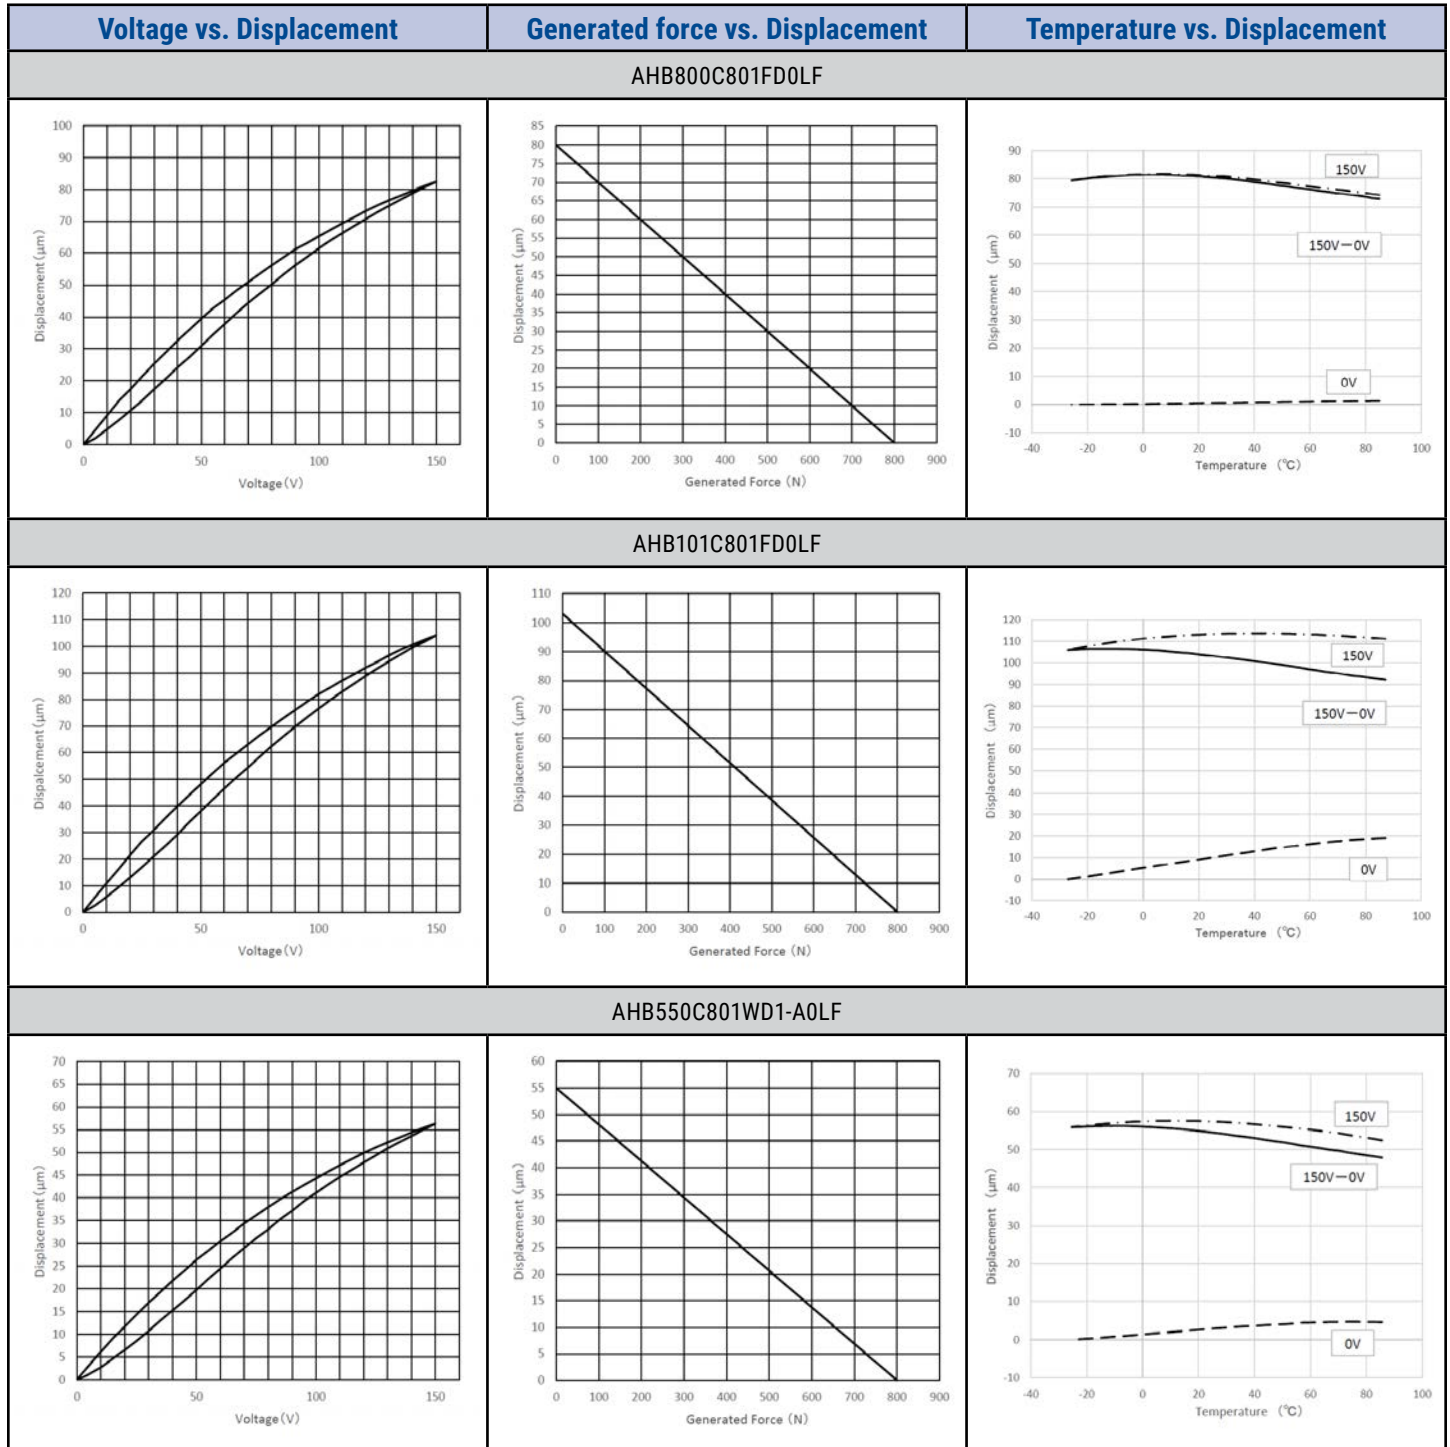 Voltage vs. Displacement
Generated force vs. Displacement
Temperature vs. Displacement
AHB800C801FD0LF
100
90
80
70
60
50
40
30
20
10
0
Displacement(μm)
0 50 100 150
Voltage(V)
85
80
75
70
65
60
55
50
45
40
35
30
25
20
15
10
5
0
Displacement (μm)
0 100 200 300 400 500 600 700 800 900
Generated Force (N)
90
80
70
60
50
40
30
20
10
0
-10
Displacement (μm)
150V
150V－0V
0V
-40 -20 0 20 40 60 80 100
Temperature (℃)
AHB101C801FD0LF
120
110
100
90
80
70
60
50
40
30
20
10
0
Dispalcement(μm)
0 50 100 150
Voltage(V)
110
100
90
80
70
60
50
40
30
20
10
0
Displacement (μm)
0 100 200 300 400 500 600 700 800 900
Generated Force (N)
120
110
100
90
80
70
60
50
40
30
20
10
0
-10
Displacement (μm)
150V
150V－0V
0V
-40 -20 0 20 40 60 80 100
Temperature (℃)
AHB550C801WD1-A0LF
70
65
60
55
50
45
40
35
30
25
20
15
10
5
0
Displacement(μm)
0 50 100 150
Voltage(V)
60
55
50
45
40
35
30
25
20
15
10
5
0
Displacement (μm)
0 100 200 300 400 500 600 700 800 900
Generated Force (N)
70
60
50
40
30
20
10
0
-10
Displacement (μm)
150V
150V－0V
0V
-40 -20 0 20 40 60 80 100
Temperature (℃)